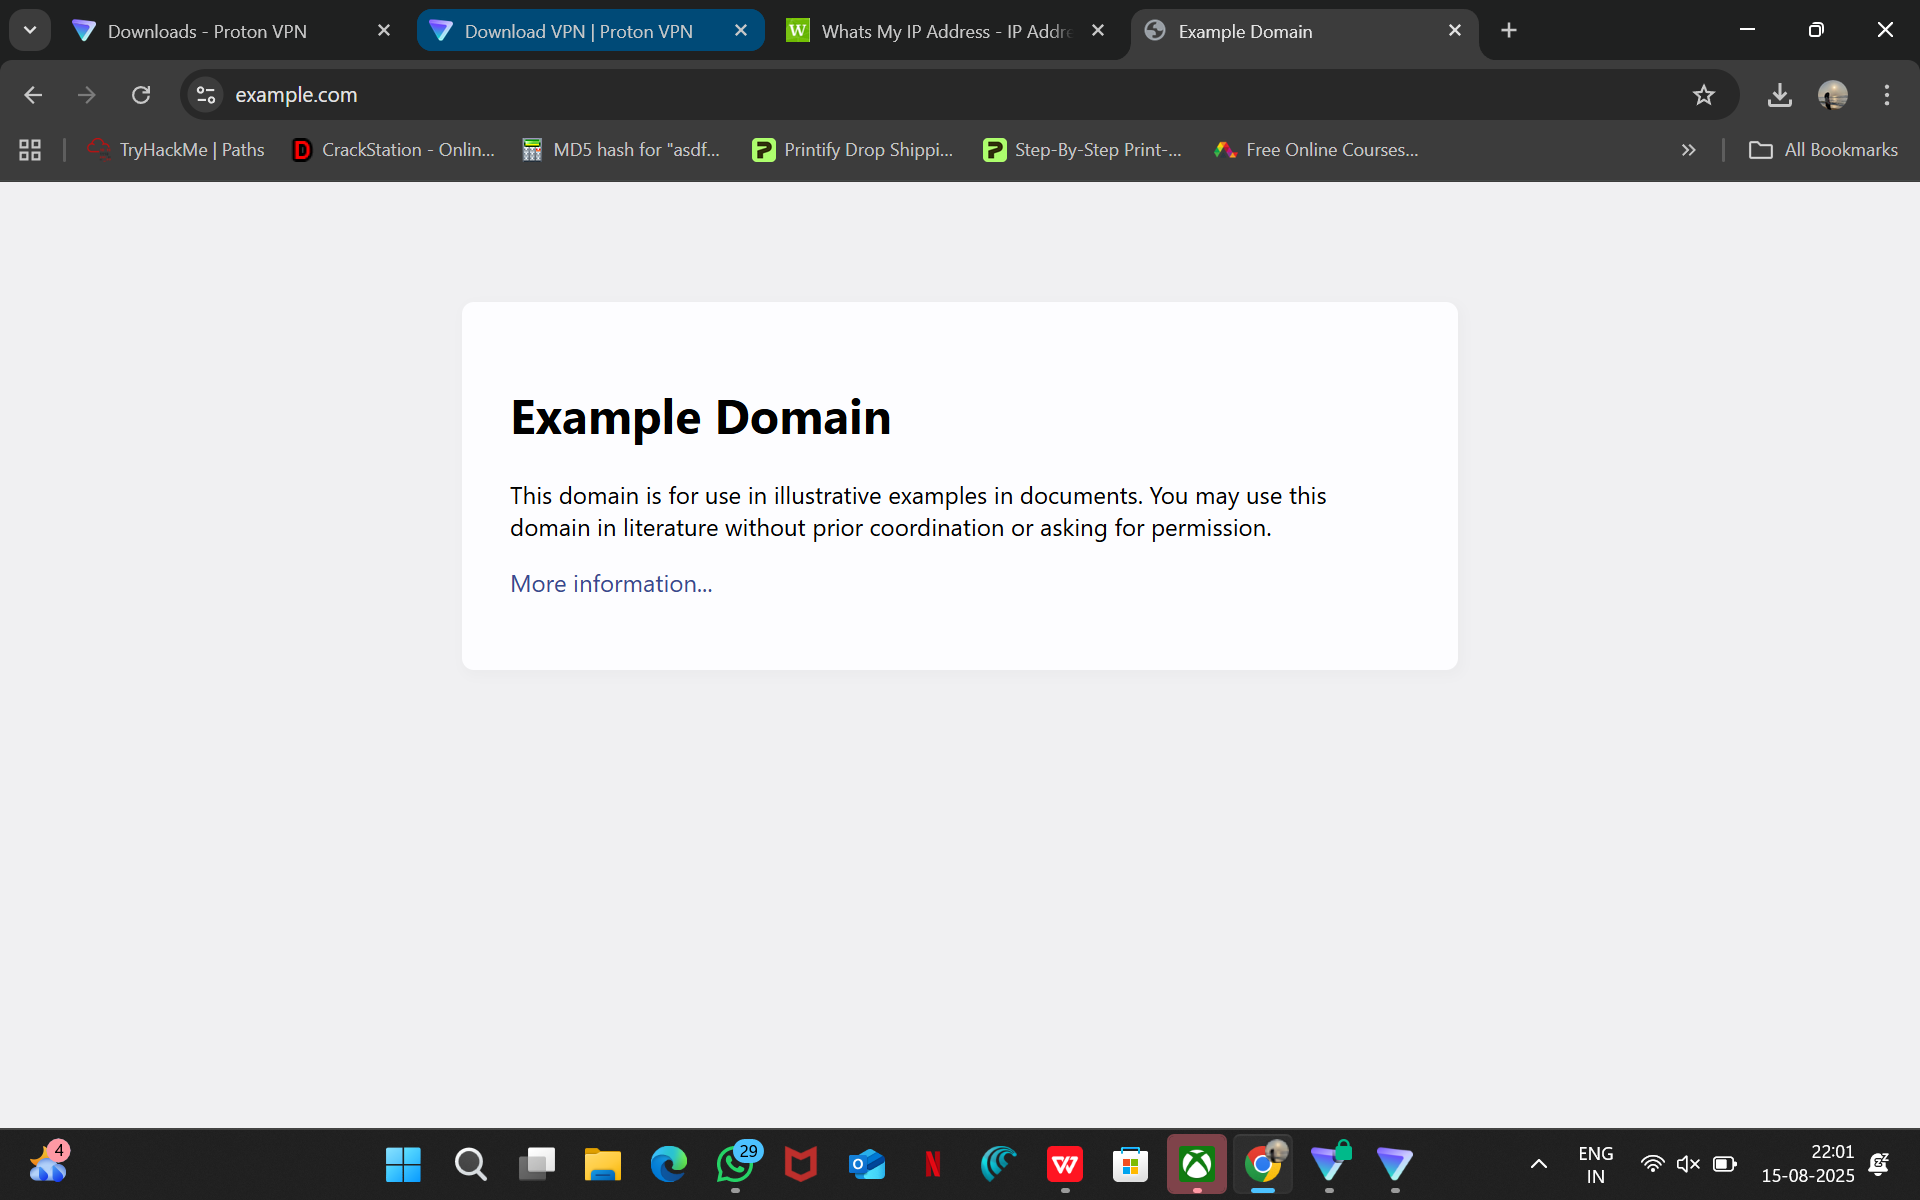 Downloads - Proton VPN
Download VPN | Proton VPN
Whats My IP Address - IP Addre
Example Domain
example.com
TryHackMe | Paths
CrackStation - Onlin...
MD5 hash for "asdf...
Printify Drop Shippi...
Step-By-Step Print-...
Free Online Courses...
All Bookmarks
Example Domain
This domain is for use in illustrative examples in documents. You may use this
domain in literature without prior coordination or asking for permission.
More information...
4
29
ENG
IN
22:01
15-08-2025